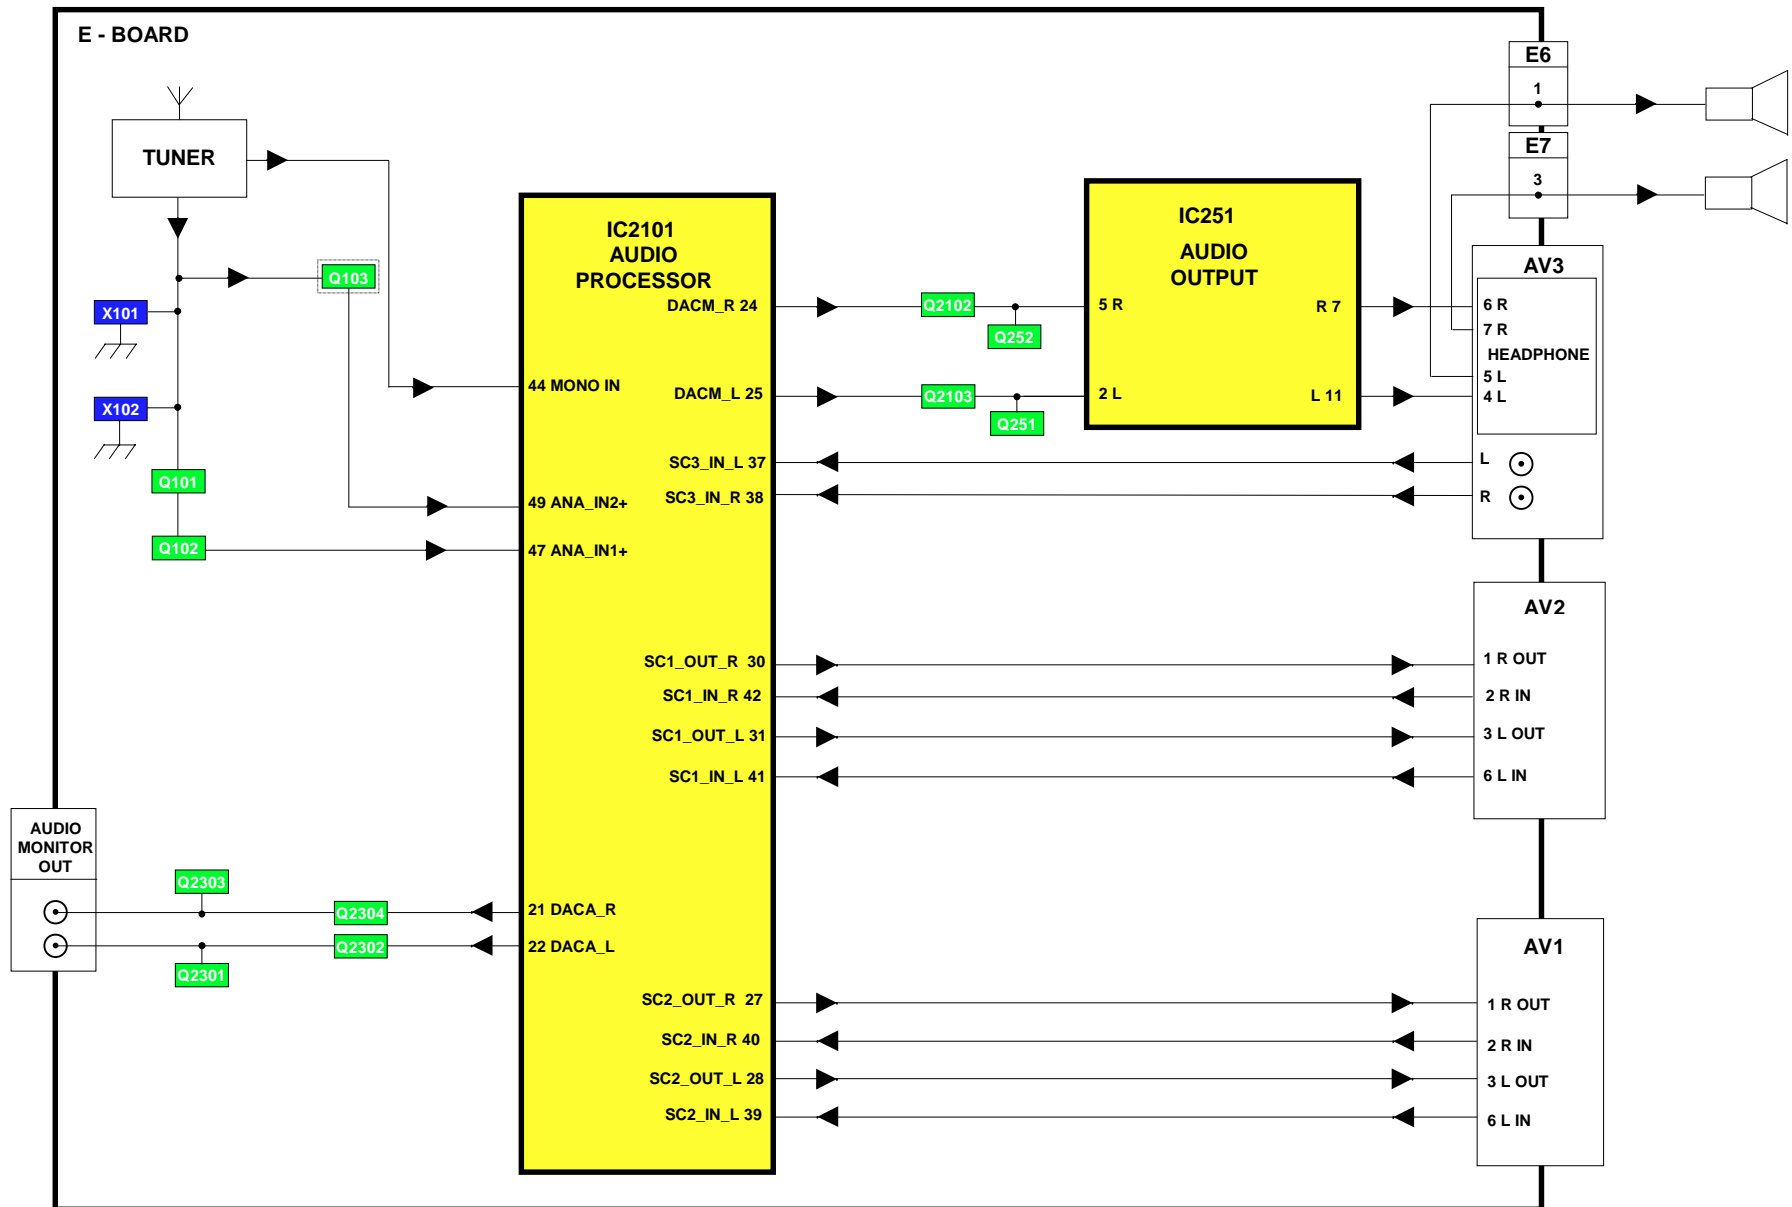 E - BOARD
TUNER
X101
X102
Q101
Q102
Q103
IC2101
AUDIO
PROCESSOR
DACM_R 24
44 MONO IN
DACM_L 25
SC3_IN_L 37
SC3_IN_R 38
49 ANA_IN2+
47 ANA_IN1+
SC1_OUT_R 30
SC1_IN_R 42
SC1_OUT_L 31
SC1_IN_L 41
21 DACA_R
22 DACA_L
SC2_OUT_R 27
SC2_IN_R 40
SC2_OUT_L 28
SC2_IN_L 39
AUDIO
MONITOR
OUT
Q2303
Q2304
Q2302
Q2301
Q2102
Q252
Q2103
Q251
IC251
AUDIO
OUTPUT
5 R
R 7
2 L
L 11
E6
1
E7
3
AV3
6 R
7 R
HEADPHONE
5 L
4 L
L
R
AV2
1 R OUT
2 R IN
3 L OUT
6 L IN
AV1
1 R OUT
2 R IN
3 L OUT
6 L IN